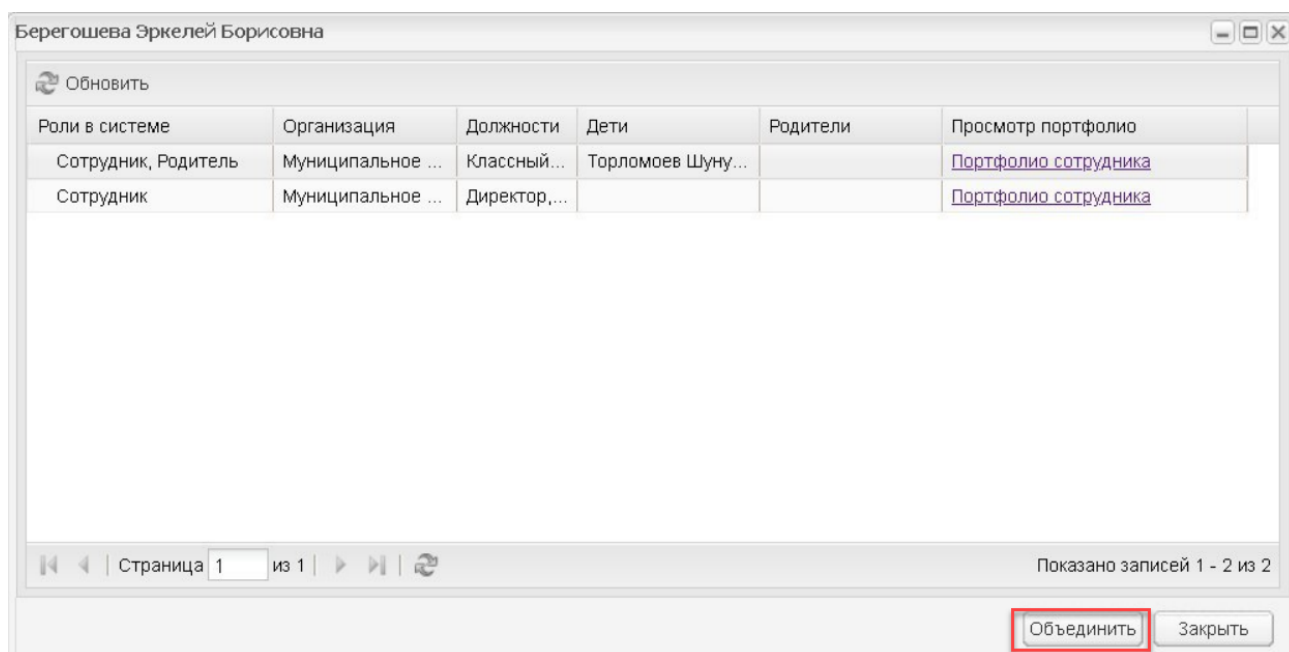 Берегошева Эркелей Борисовна
Обновить
Роли в системе Организация Должности Дети Родители Просмотр портфолио
Сотрудник, Родитель Муниципальное ... Классный... Торломоев Шуну... Портфолио сотрудника
Сотрудник Муниципальное ... Директор,... Портфолио сотрудника
Страница 1 из 1 Показано записей 1 - 2 из 2
Объединить Закрыть